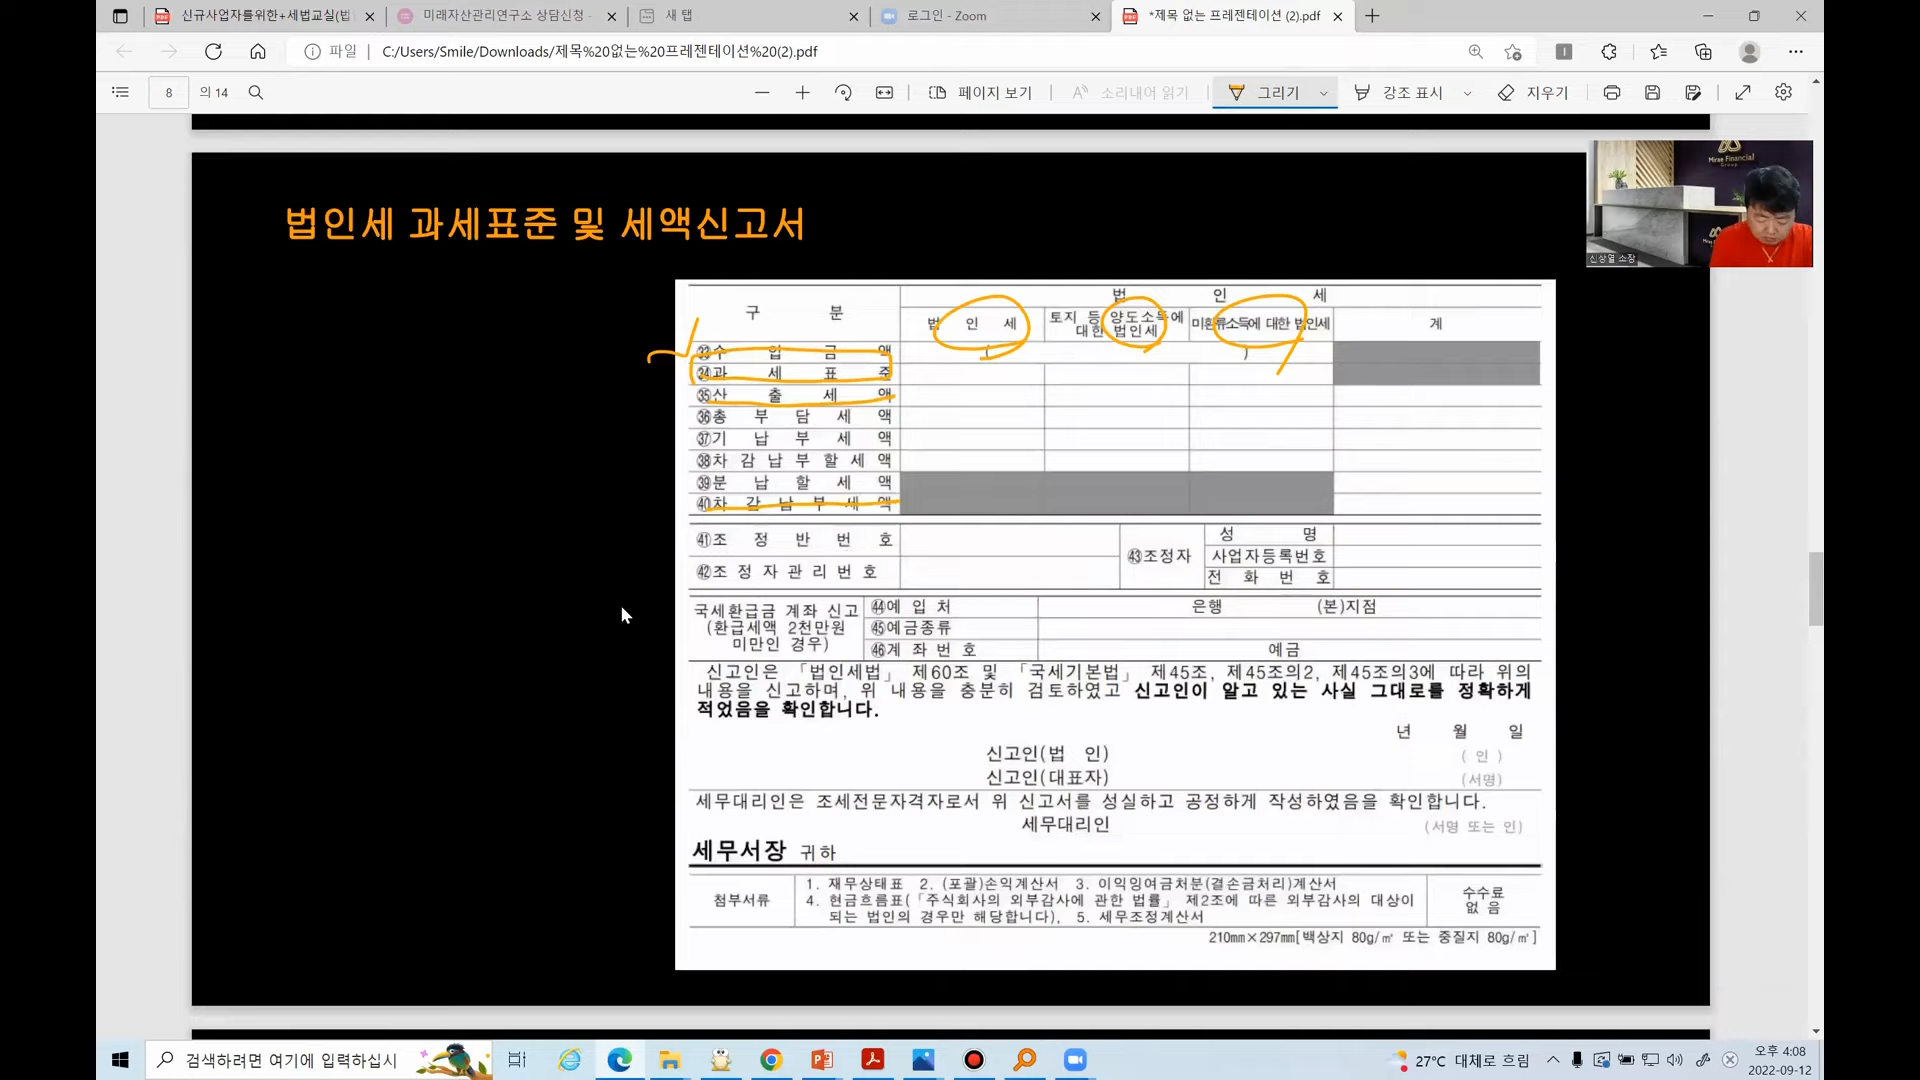 신규사업자를위한+세법교실(법
미래자산관리연구소 상담신청 -
새 탭
로그인 - Zoom
*제목 없는 프레젠테이션 (2).pdf
파일
C:/Users/Smile/Downloads/제목%20없는%20프레젠테이션%20(2).pdf
8 의 14
페이지 보기
소리내어 읽기
그리기
강조 표시
지우기
Mirae Financial
Group
신상열 소장
법인세 과세표준 및 세액신고서
구 분
법 인 세
법 인 세
토지 등 양도소득에
대한 법인세
미환류소득에 대한 법인세
계
㉝수 입 금 액
( )
㉞과 세 표 준
㉟산 출 세 액
㊱총 부 담 세 액
㊲기 납 부 세 액
㊳차 감 납 부 할 세 액
㊴분 납 할 세 액
㊵차 감 납 부 세 액
㊶조 정 반 번 호
㊷조 정 자 관 리 번 호
㊸조정자
성 명
사업자등록번호
전 화 번 호
국세환급금 계좌 신고
(환급세액 2천만원
미만인 경우)
㊹예 입 처
은행 (본)지점
㊺예금종류
㊻계 좌 번 호
예금
신고인은 「법인세법」 제60조 및 「국세기본법」 제45조, 제45조의2, 제45조의3에 따라 위의
내용을 신고하며, 위 내용을 충분히 검토하였고 신고인이 알고 있는 사실 그대로를 정확하게
적었음을 확인합니다.
년 월 일
신고인(법 인) ( 인 )
신고인(대표자) (서명)
세무대리인은 조세전문자격자로서 위 신고서를 성실하고 공정하게 작성하였음을 확인합니다.
세무대리인 (서명 또는 인)
세무서장 귀하
첨부서류
1. 재무상태표 2. (포괄)손익계산서 3. 이익잉여금처분(결손금처리)계산서
4. 현금흐름표(「주식회사의 외부감사에 관한 법률」 제2조에 따른 외부감사의 대상이
되는 법인의 경우만 해당합니다), 5. 세무조정계산서
수수료
없 음
210㎜×297㎜[백상지 80g/㎡ 또는 중질지 80g/㎡]
검색하려면 여기에 입력하십시
27℃ 대체로 흐림
오후 4:08
2022-09-12